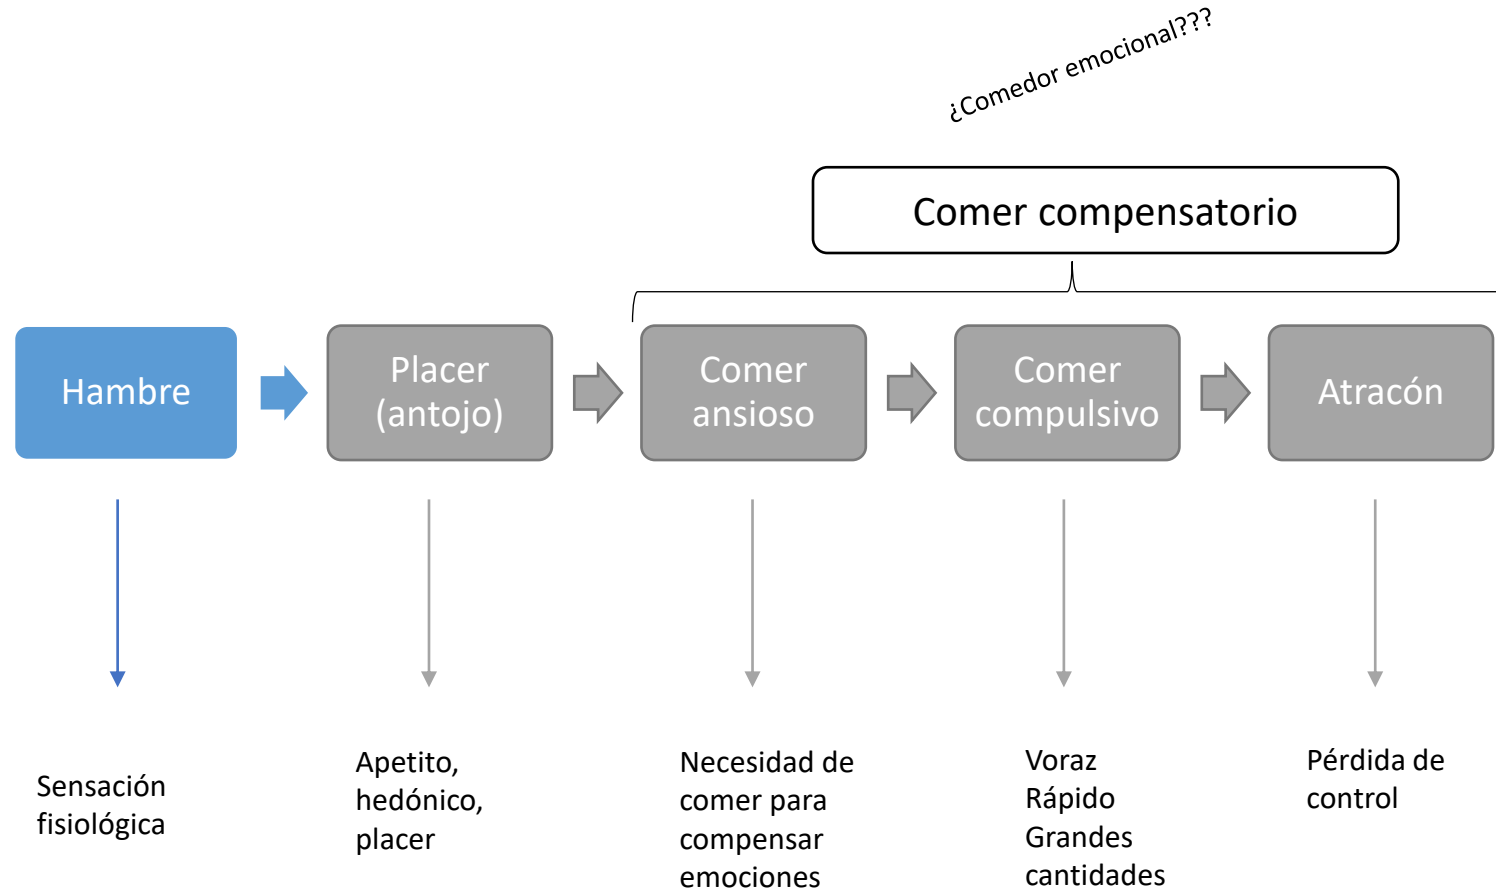 ¿Comedor emocional???
Comer compensatorio
Hambre
Placer
(antojo)
Comer
ansioso
Comer
compulsivo
Atracón
Sensación
fisiológica
Apetito,
hedónico,
placer
Necesidad de
comer para
compensar
emociones
Voraz
Rápido
Grandes
cantidades
Pérdida de
control